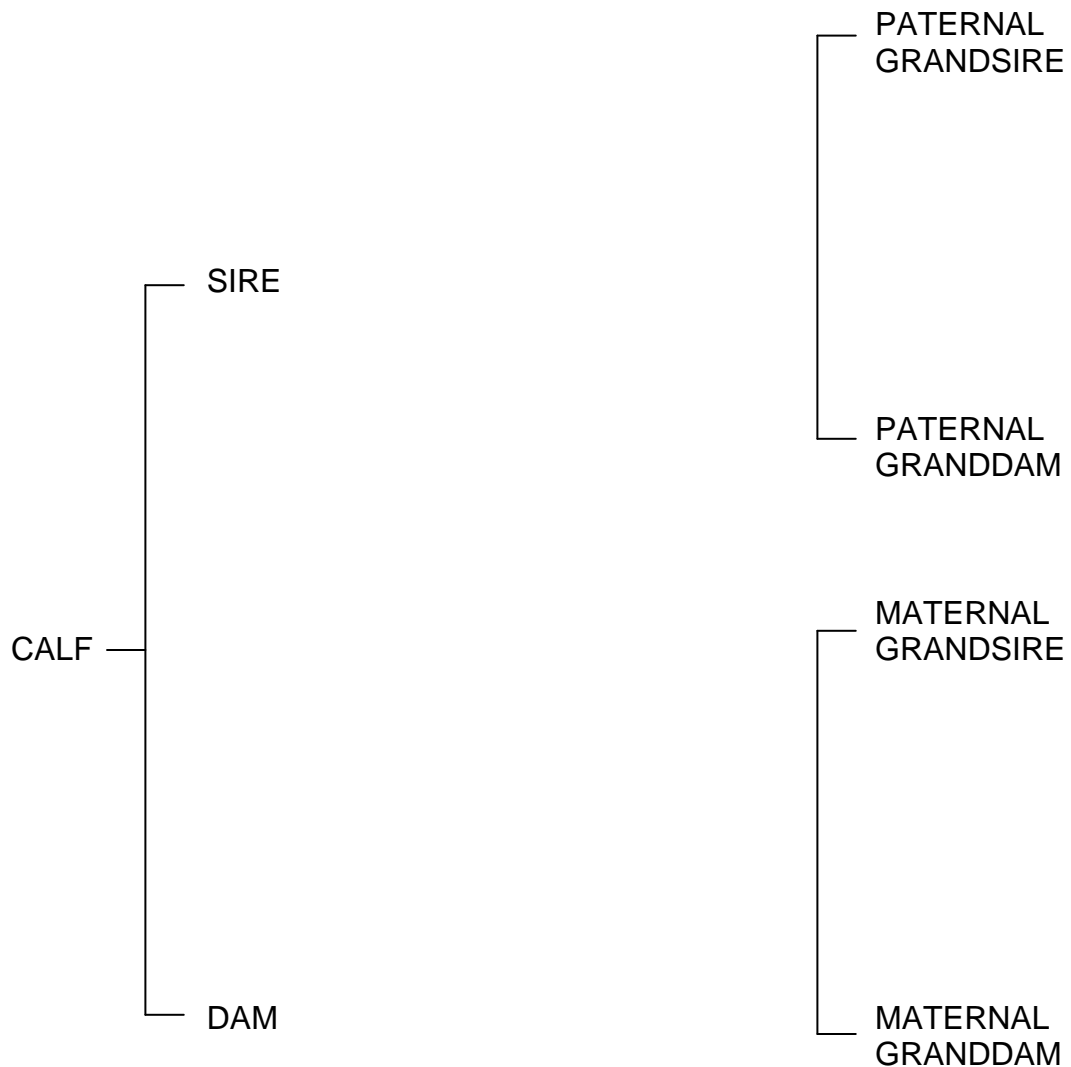 PATERNAL
GRANDSIRE
SIRE
PATERNAL
GRANDDAM
CALF
MATERNAL
GRANDSIRE
DAM
MATERNAL
GRANDDAM